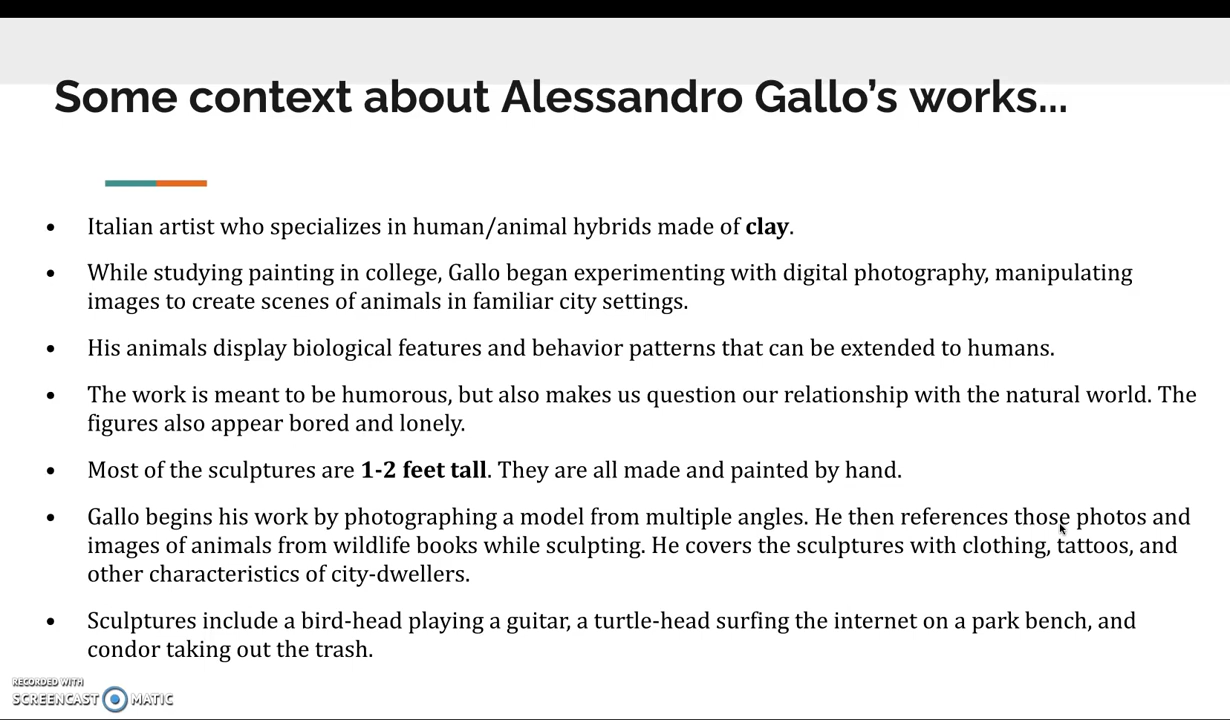 Some context about Alessandro Gallo's works...
• Italian artist who specializes in human/animal hybrids made of clay.
• While studying painting in college, Gallo began experimenting with digital photography, manipulating
images to create scenes of animals in familiar city settings.
• His animals display biological features and behavior patterns that can be extended to humans.
• The work is meant to be humorous, but also makes us question our relationship with the natural world. The
figures also appear bored and lonely.
• Most of the sculptures are 1-2 feet tall. They are all made and painted by hand.
• Gallo begins his work by photographing a model from multiple angles. He then references those photos and
images of animals from wildlife books while sculpting. He covers the sculptures with clothing, tattoos, and
other characteristics of city-dwellers.
• Sculptures include a bird-head playing a guitar, a turtle-head surfing the internet on a park bench, and
condor taking out the trash.
RECORDED WITH
SCREENCAST MATIC